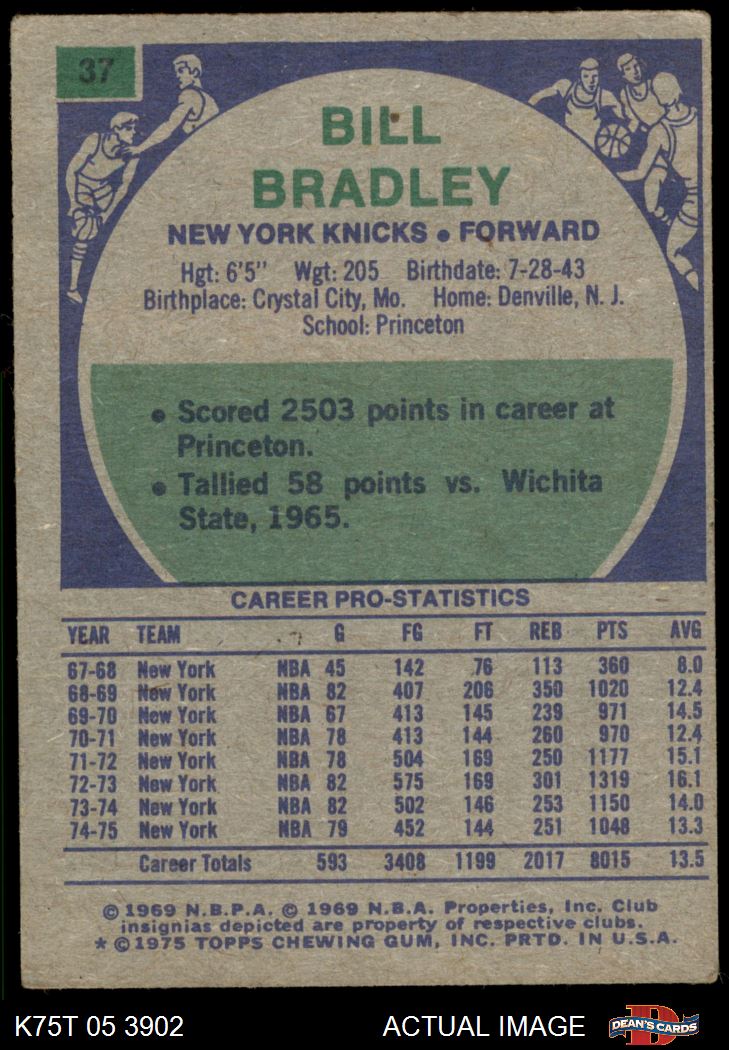 37
BILL
BRADLEY
NEW YORK KNICKS • FORWARD
Hgt: 6'5" Wgt: 205 Birthdate: 7-28-43
Birthplace: Crystal City, Mo. Home: Denville, N. J.
School: Princeton
• Scored 2503 points in career at
Princeton.
• Tallied 58 points vs. Wichita
State, 1965.
CAREER PRO-STATISTICS
YEAR TEAM G FG FT REB PTS AVG
67-68 New York NBA 45 142 76 113 360 8.0
68-69 New York NBA 82 407 206 350 1020 12.4
69-70 New York NBA 67 413 145 239 971 14.5
70-71 New York NBA 78 413 144 260 970 12.4
71-72 New York NBA 78 504 169 250 1177 15.1
72-73 New York NBA 82 575 169 301 1319 16.1
73-74 New York NBA 82 502 146 253 1150 14.0
74-75 New York NBA 79 452 144 251 1048 13.3
Career Totals 593 3408 1199 2017 8015 13.5
© 1969 N.B.P.A. © 1969 N.B.A. Properties, Inc. Club
insignias depicted are property of respective clubs.
* © 1975 TOPPS CHEWING GUM, INC. PRTD. IN U.S.A.
K75T 05 3902 ACTUAL IMAGE
D
DEAN'S CARDS